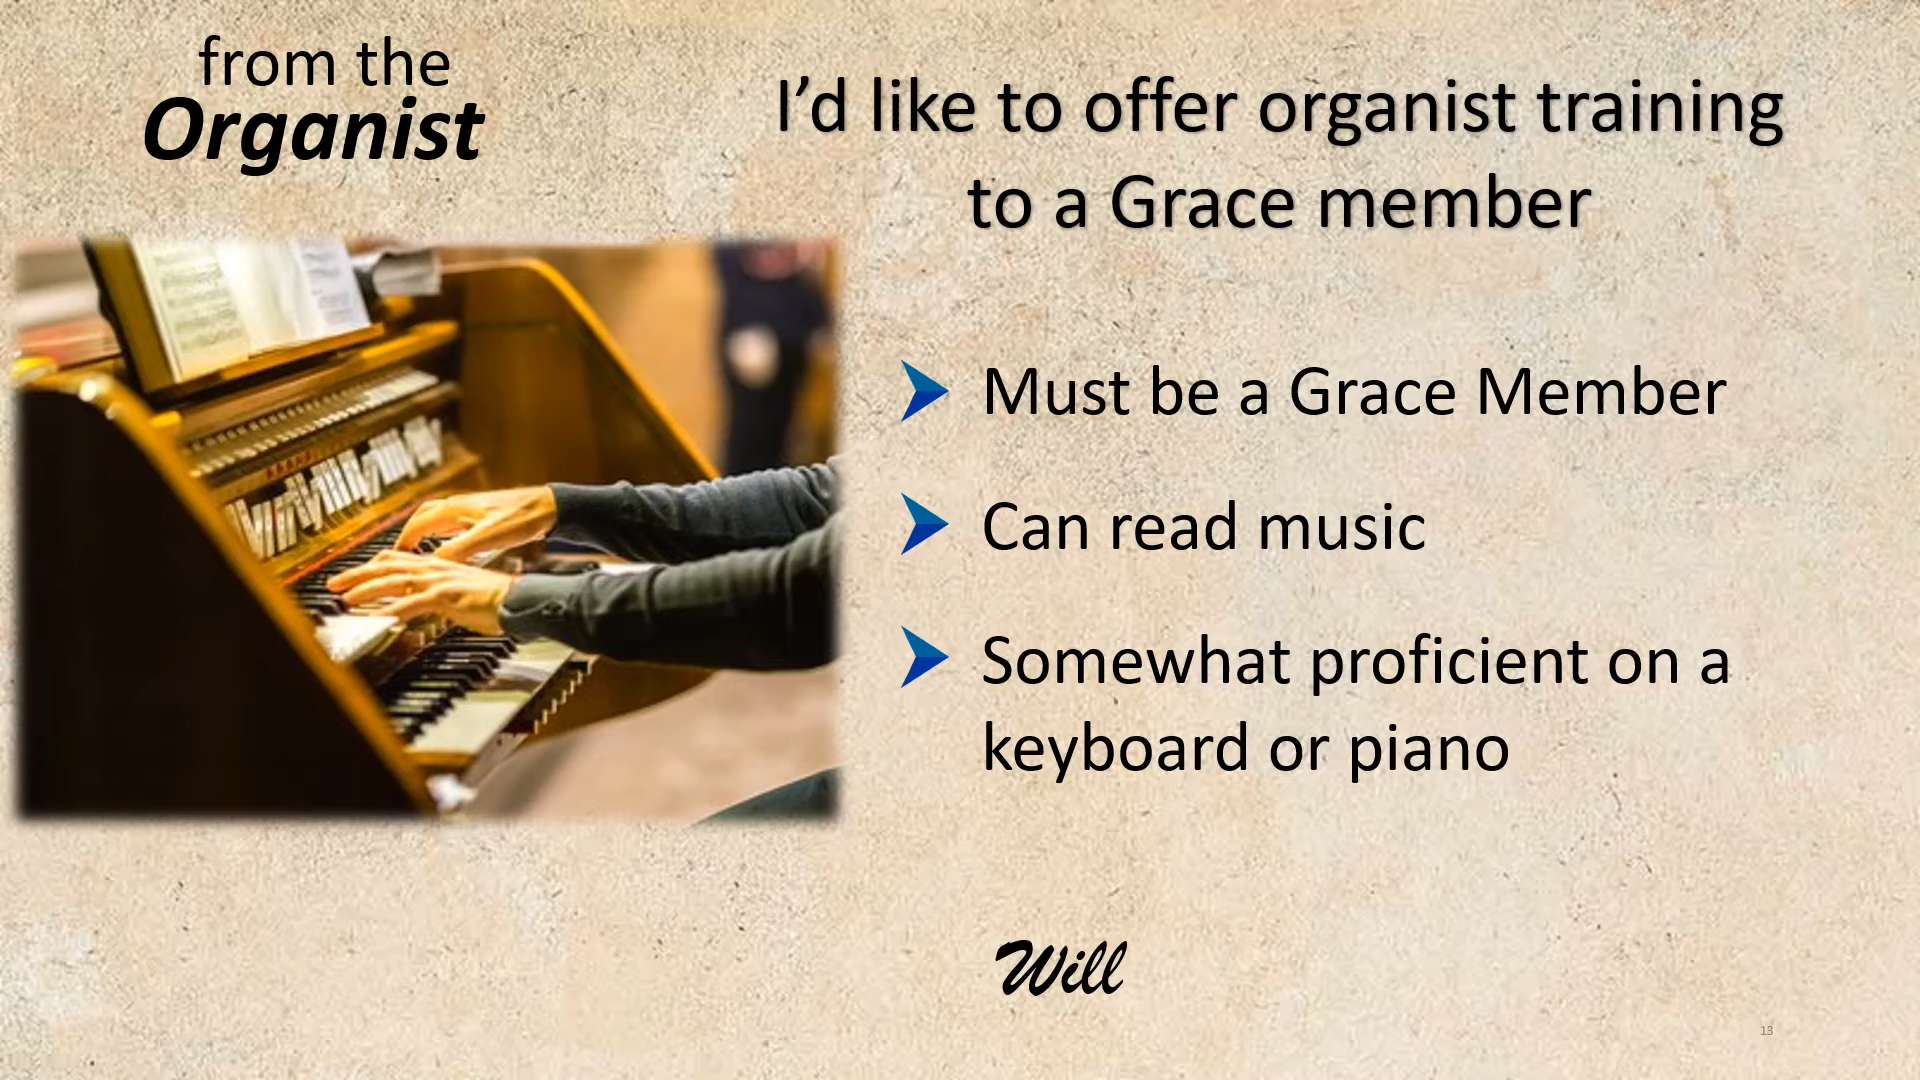 from the
Organist
I’d like to offer organist training
to a Grace member
Must be a Grace Member
Can read music
Somewhat proficient on a
keyboard or piano
Will
13